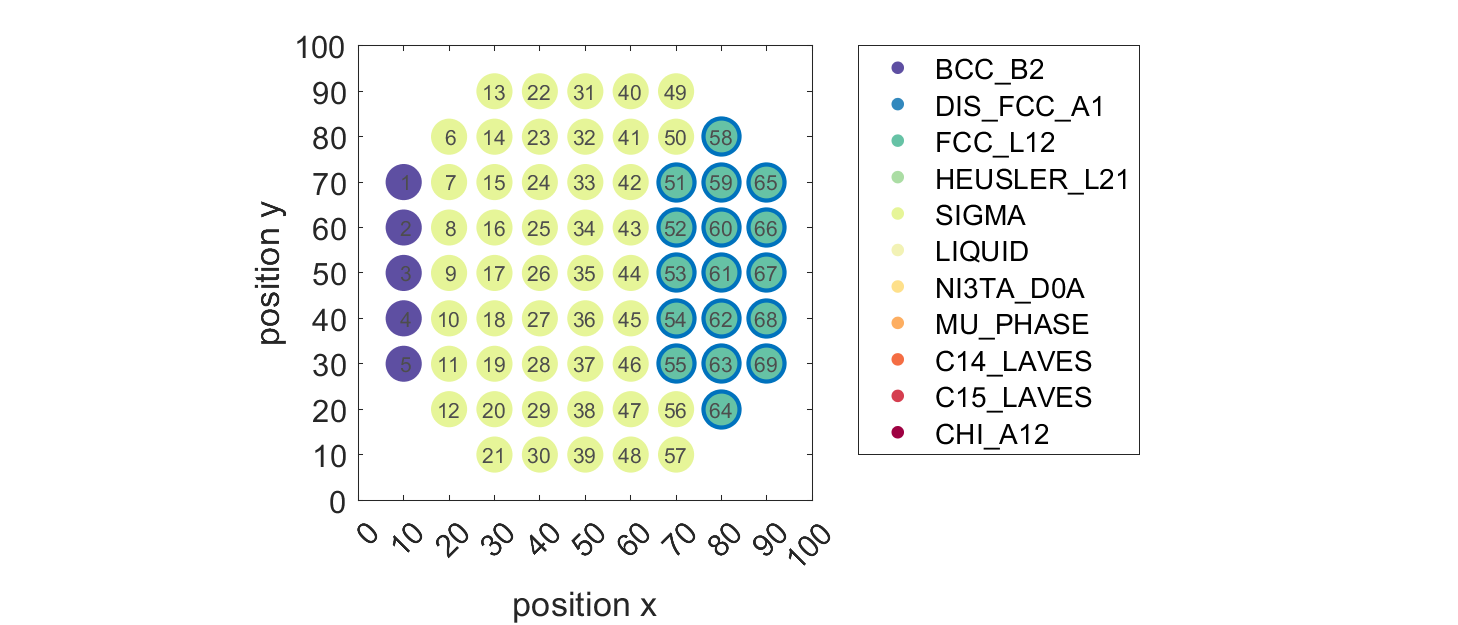 100
90
80
70
60
50
40
30
20
10
0
position y
13 22 31 40 49
6 14 23 32 41 50 58
1 7 15 24 33 42 51 59 65
2 8 16 25 34 43 52 60 66
3 9 17 26 35 44 53 61 67
4 10 18 27 36 45 54 62 68
5 11 19 28 37 46 55 63 69
12 20 29 38 47 56 64
21 30 39 48 57
0 10 20 30 40 50 60 70 80 90 100
position x
BCC_B2
DIS_FCC_A1
FCC_L12
HEUSLER_L21
SIGMA
LIQUID
NI3TA_D0A
MU_PHASE
C14_LAVES
C15_LAVES
CHI_A12